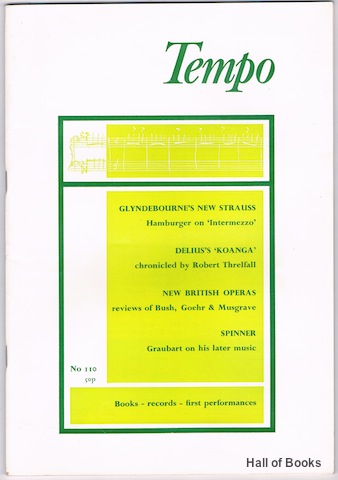 Tempo
GLYNDEBOURNE'S NEW STRAUSS
Hamburger on 'Intermezzo'
DELIUS'S 'KOANGA'
chronicled by Robert Threlfall
NEW BRITISH OPERAS
reviews of Bush, Goehr & Musgrave
SPINNER
Graubart on his later music
No 110
50p
Books - records - first performances
Hall of Books